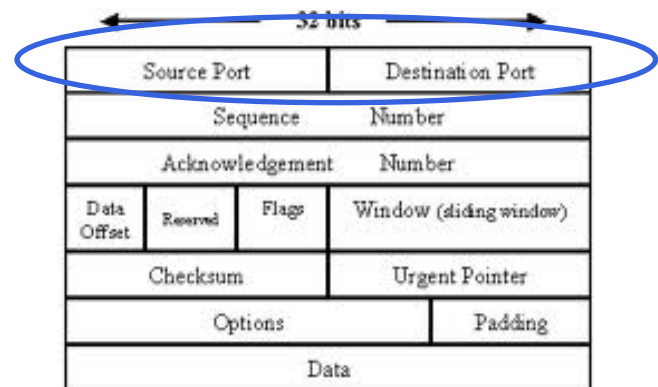 32 bits
Source Port Destination Port
Sequence Number
Acknowledgement Number
Data Offset Reserved Flags Window (sliding window)
Checksum Urgent Pointer
Options Padding
Data